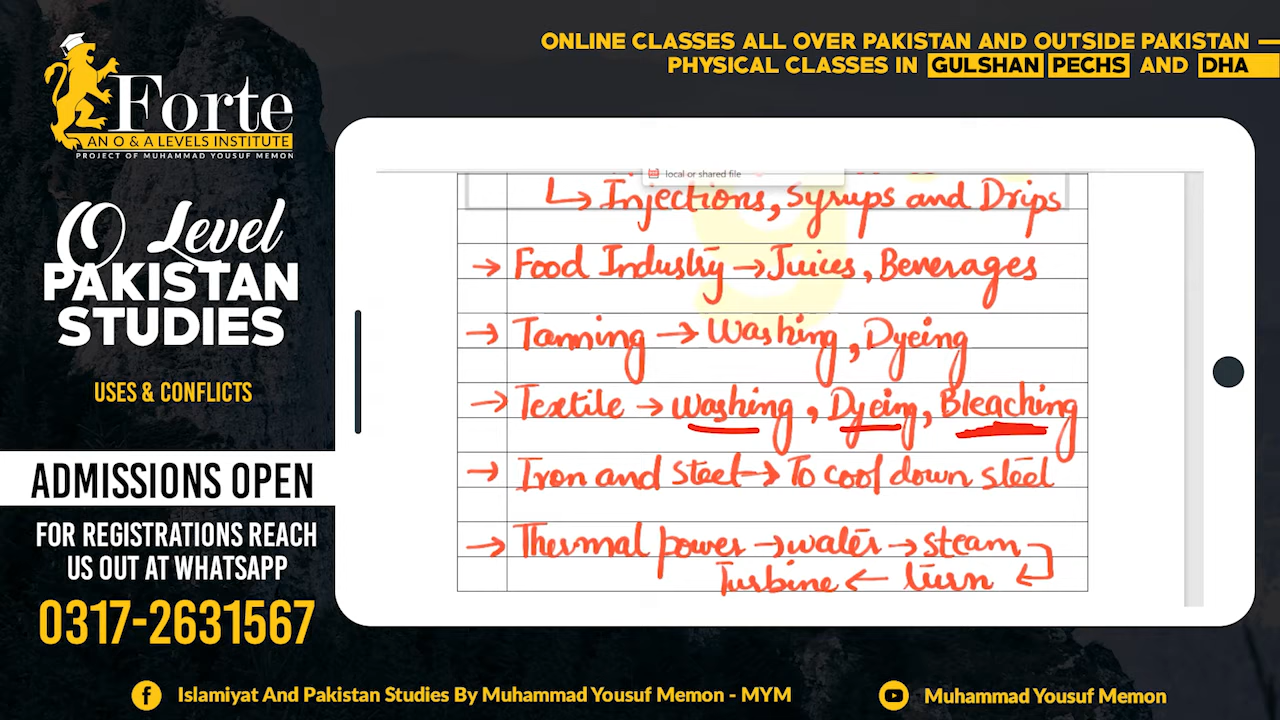 Forte
AN O & A LEVELS INSTITUTE
PROJECT OF MUHAMMAD YOUSUF MEMON
O Level
PAKISTAN
STUDIES
USES & CONFLICTS
ADMISSIONS OPEN
FOR REGISTRATIONS REACH
US OUT AT WHATSAPP
0317-2631567
ONLINE CLASSES ALL OVER PAKISTAN AND OUTSIDE PAKISTAN
PHYSICAL CLASSES IN GULSHAN PECHS AND DHA
local or shared file
↳ Injections, Syrups and Drips
→ Food Industry → Juices, Beverages
→ Tanning → Washing, Dyeing
→ Textile → Washing, Dyeing, Bleaching
→ Iron and steel → To cool down steel
→ Thermal power → water → steam
Turbine ← turn
Islamiyat And Pakistan Studies By Muhammad Yousuf Memon - MYM
Muhammad Yousuf Memon